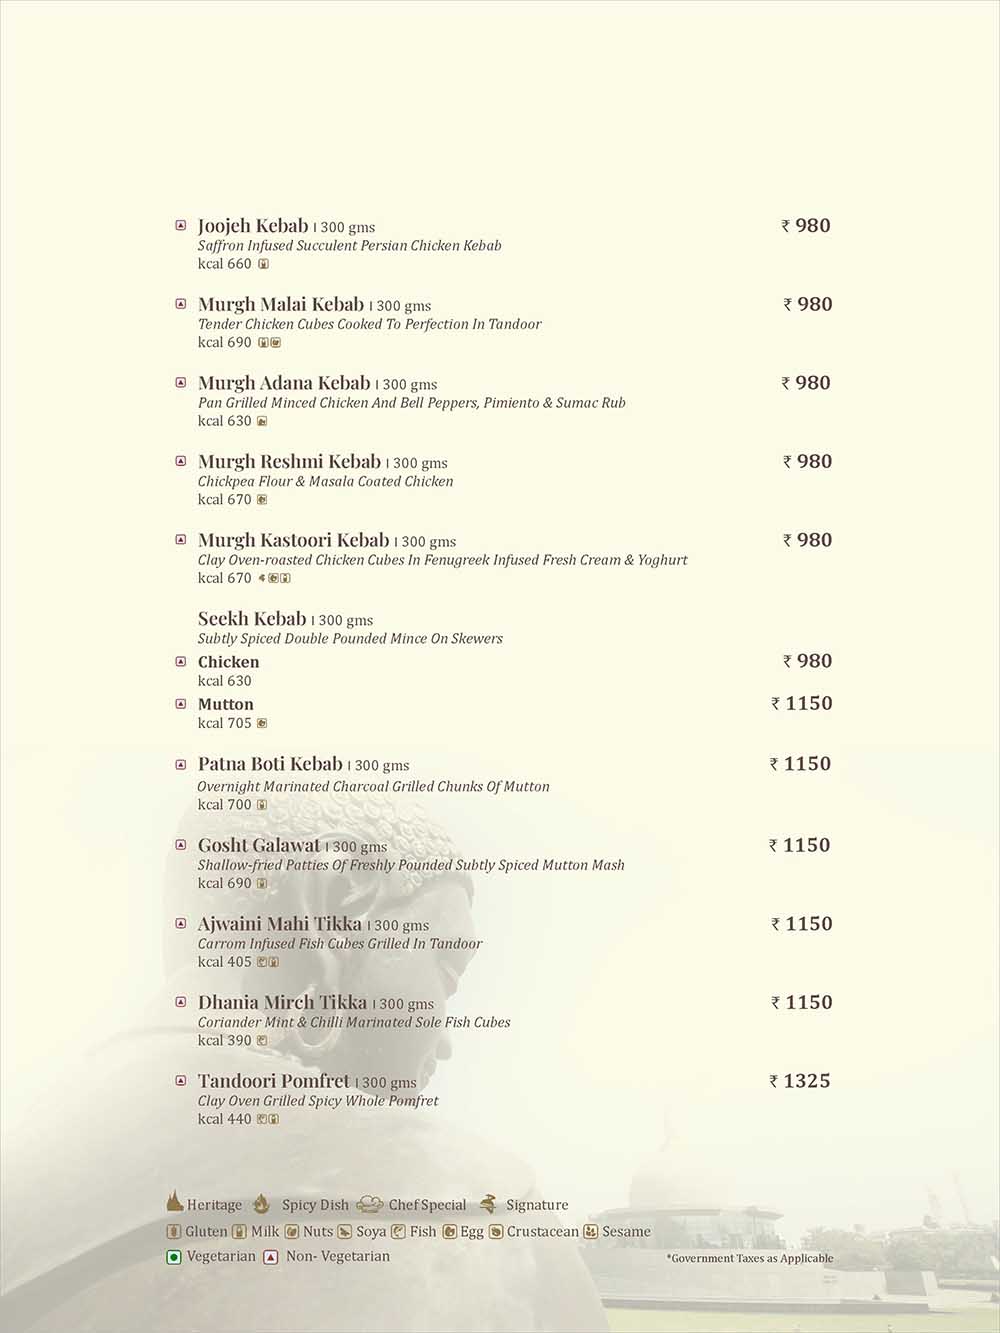 Joojeh Kebab | 300 gms ₹ 980
Saffron Infused Succulent Persian Chicken Kebab
kcal 660
Murgh Malai Kebab | 300 gms ₹ 980
Tender Chicken Cubes Cooked To Perfection In Tandoor
kcal 690
Murgh Adana Kebab | 300 gms ₹ 980
Pan Grilled Minced Chicken And Bell Peppers, Pimiento & Sumac Rub
kcal 630
Murgh Reshmi Kebab | 300 gms ₹ 980
Chickpea Flour & Masala Coated Chicken
kcal 670
Murgh Kastoori Kebab | 300 gms ₹ 980
Clay Oven-roasted Chicken Cubes In Fenugreek Infused Fresh Cream & Yoghurt
kcal 670
Seekh Kebab | 300 gms
Subtly Spiced Double Pounded Mince On Skewers
Chicken ₹ 980
kcal 630
Mutton ₹ 1150
kcal 705
Patna Boti Kebab | 300 gms ₹ 1150
Overnight Marinated Charcoal Grilled Chunks Of Mutton
kcal 700
Gosht Galawat | 300 gms ₹ 1150
Shallow-fried Patties Of Freshly Pounded Subtly Spiced Mutton Mash
kcal 690
Ajwaini Mahi Tikka | 300 gms ₹ 1150
Carrom Infused Fish Cubes Grilled In Tandoor
kcal 405
Dhania Mirch Tikka | 300 gms ₹ 1150
Coriander Mint & Chilli Marinated Sole Fish Cubes
kcal 390
Tandoori Pomfret | 300 gms ₹ 1325
Clay Oven Grilled Spicy Whole Pomfret
kcal 440
Heritage Spicy Dish Chef Special Signature
Gluten Milk Nuts Soya Fish Egg Crustacean Sesame
Vegetarian Non- Vegetarian *Government Taxes as Applicable